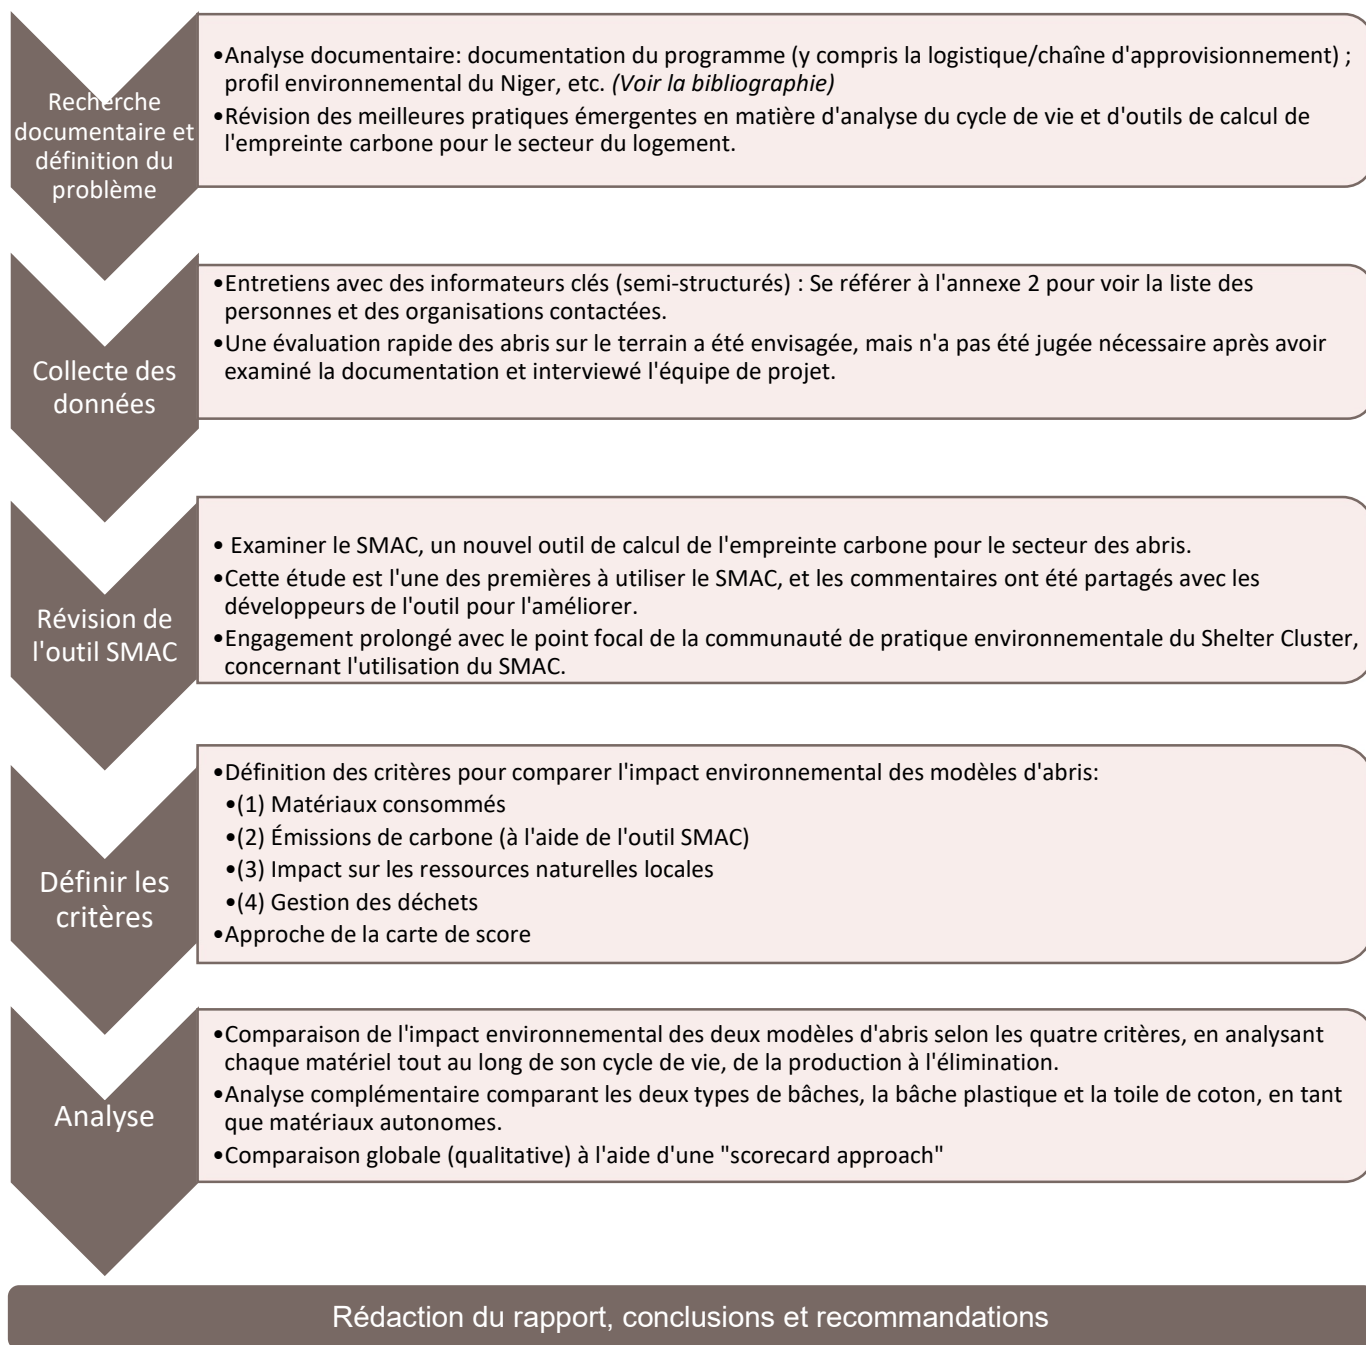 Recherche
documentaire et
définition du
problème
•Analyse documentaire: documentation du programme (y compris la logistique/chaîne d'approvisionnement) ;
profil environnemental du Niger, etc. (Voir la bibliographie)
•Révision des meilleures pratiques émergentes en matière d'analyse du cycle de vie et d'outils de calcul de
l'empreinte carbone pour le secteur du logement.
Collecte des
données
•Entretiens avec des informateurs clés (semi-structurés) : Se référer à l'annexe 2 pour voir la liste des
personnes et des organisations contactées.
•Une évaluation rapide des abris sur le terrain a été envisagée, mais n'a pas été jugée nécessaire après avoir
examiné la documentation et interviewé l'équipe de projet.
Révision de
l'outil SMAC
• Examiner le SMAC, un nouvel outil de calcul de l'empreinte carbone pour le secteur des abris.
•Cette étude est l'une des premières à utiliser le SMAC, et les commentaires ont été partagés avec les
développeurs de l'outil pour l'améliorer.
•Engagement prolongé avec le point focal de la communauté de pratique environnementale du Shelter Cluster,
concernant l'utilisation du SMAC.
Définir les
critères
•Définition des critères pour comparer l'impact environnemental des modèles d'abris:
•(1) Matériaux consommés
•(2) Émissions de carbone (à l'aide de l'outil SMAC)
•(3) Impact sur les ressources naturelles locales
•(4) Gestion des déchets
•Approche de la carte de score
Analyse
•Comparaison de l'impact environnemental des deux modèles d'abris selon les quatre critères, en analysant
chaque matériel tout au long de son cycle de vie, de la production à l'élimination.
•Analyse complémentaire comparant les deux types de bâches, la bâche plastique et la toile de coton, en tant
que matériaux autonomes.
•Comparaison globale (qualitative) à l'aide d'une "scorecard approach"
Rédaction du rapport, conclusions et recommandations